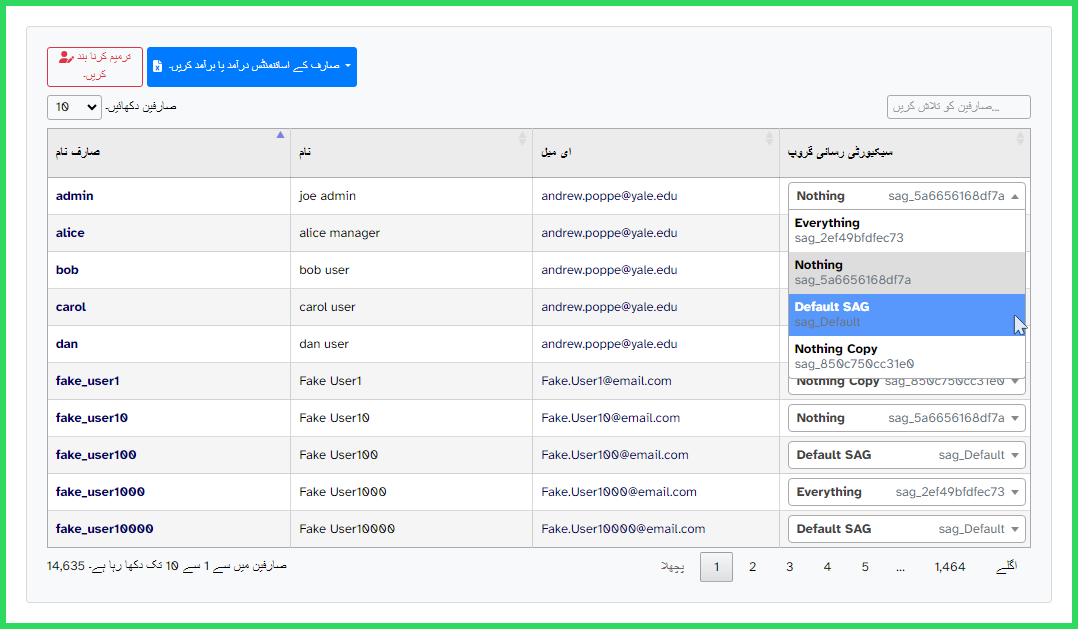 ترمیم کرنا بند
کریں۔
صارف کے اسائنمنٹس درآمد یا برآمد کریں۔
10 صارفین دکھائیں۔
صارفین کو تلاش کریں...
صارف نام نام ای میل سیکیورٹی رسائی گروپ
admin joe admin andrew.poppe@yale.edu Nothing sag_5a6656168df7a
Everything
sag_2ef49bfdfec73
Nothing
sag_5a6656168df7a
Default SAG
sag_Default
Nothing Copy
sag_850c750cc31e0
alice alice manager andrew.poppe@yale.edu
bob bob user andrew.poppe@yale.edu
carol carol user andrew.poppe@yale.edu
dan dan user andrew.poppe@yale.edu
fake_user1 Fake User1 Fake.User1@email.com Nothing Copy sag_850c750cc31e0
fake_user10 Fake User10 Fake.User10@email.com Nothing sag_5a6656168df7a
fake_user100 Fake User100 Fake.User100@email.com Default SAG sag_Default
fake_user1000 Fake User1000 Fake.User1000@email.com Everything sag_2ef49bfdfec73
fake_user10000 Fake User10000 Fake.User10000@email.com Default SAG sag_Default
14,635 صارفین میں سے 1 سے 10 تک دکھا رہا ہے۔
پچھلا 1 2 3 4 5 ... 1,464 اگلے